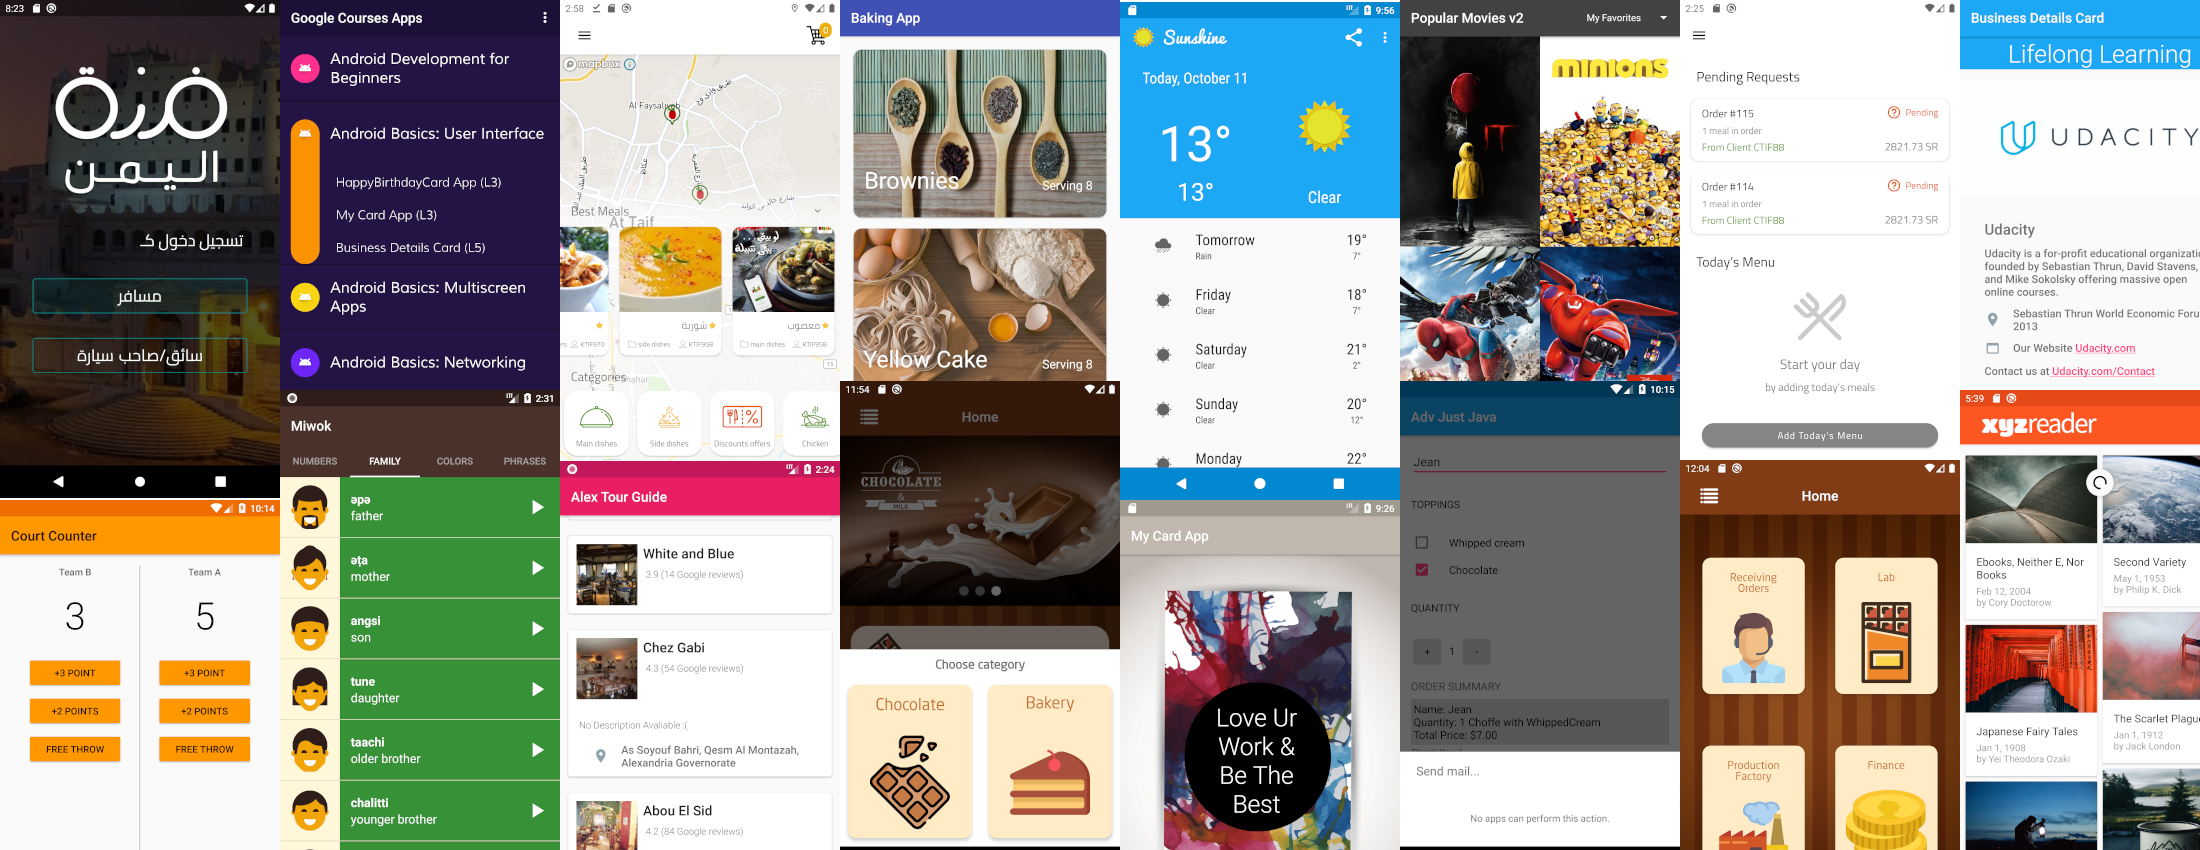 8:23
فرزة
اليمن
تسجيل دخول كـ
مسافر
سائق/صاحب سيارة
10:14
Court Counter
Team B
Team A
3
5
+3 POINT
+3 POINT
+2 POINTS
+2 POINTS
FREE THROW
FREE THROW
Google Courses Apps
Android Development for
Beginners
Android Basics: User Interface
HappyBirthdayCard App (L3)
My Card App (L3)
Business Details Card (L5)
Android Basics: Multiscreen
Apps
Android Basics: Networking
2:31
Miwok
NUMBERS
FAMILY
COLORS
PHRASES
әpә
father
әṭa
mother
angsi
son
tune
daughter
taachi
older brother
chalitti
younger brother
2:58
0
mapbox
Al Faysaliyah
Best Meals
At Taif
شوربة
معصوب
KTIF970
side dishes
KTIF958
main dishes
KTIF958
Categories
Main dishes
Side dishes
Discounts offers
Chicken
2:24
Alex Tour Guide
White and Blue
3.9 (14 Google reviews)
Chez Gabi
4.3 (54 Google reviews)
No Description Avaliable :(
As Soyouf Bahri, Qesm Al Montazah,
Alexandria Governorate
Abou El Sid
4.2 (84 Google reviews)
Baking App
Brownies
Serving 8
Yellow Cake
Serving 8
11:54
Home
CHOCOLATE
&
MILK
Choose category
Chocolate
Bakery
9:56
Sunshine
Today, October 11
13°
13°
Clear
Tomorrow
Rain
19°
7°
Friday
Clear
18°
7°
Saturday
Clear
21°
2°
Sunday
Clear
20°
12°
Monday
22°
9:26
My Card App
Love Ur
Work &
Be The
Best
Popular Movies v2
My Favorites
IT
MINIONS
10:15
Adv Just Java
Jean
TOPPINGS
Whipped cream
Chocolate
QUANTITY
+
1
-
ORDER SUMMARY
Name: Jean
Quantity: 1 Choffe with WhippedCream
Total Price: $7.00
Send mail...
No apps can perform this action.
2:25
Pending Requests
Order #115
Pending
1 meal in order
From Client CTIF88
2821.73 SR
Order #114
Pending
1 meal in order
From Client CTIF88
2821.73 SR
Today's Menu
Start your day
by adding today's meals
Add Today's Menu
12:04
Home
Receiving
Orders
Lab
Production
Factory
Finance
Business Details Card
Lifelong Learning
UDACITY
Udacity
Udacity is a for-profit educational organizatio
founded by Sebastian Thrun, David Stavens,
and Mike Sokolsky offering massive open
online courses.
Sebastian Thrun World Economic Foru
2013
Our Website Udacity.com
Contact us at Udacity.com/Contact
5:39
xyzreader
Ebooks, Neither E, Nor
Books
Feb 12, 2004
by Cory Doctorow
Second Variety
May 1, 1953
by Philip K. Dick
Japanese Fairy Tales
Jan 1, 1908
by Yei Theodora Ozaki
The Scarlet Plague
Jan 1, 1912
by Jack London